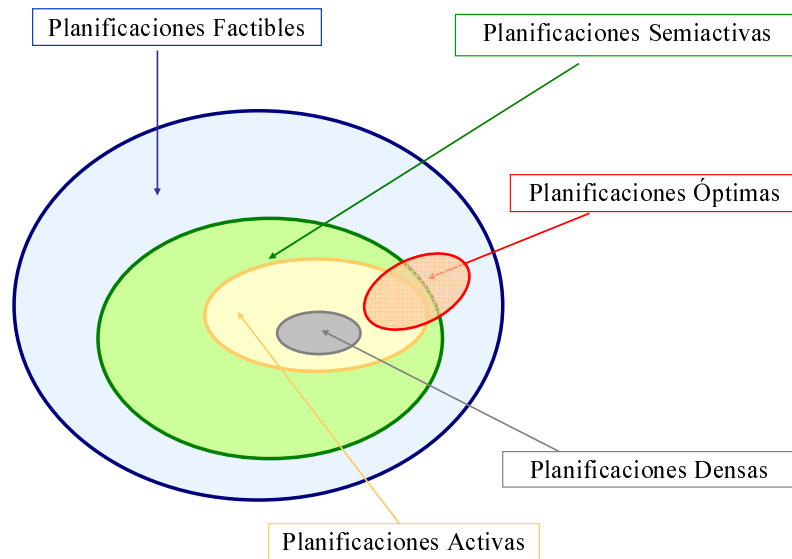 Planificaciones Factibles
Planificaciones Semiactivas
Planificaciones Óptimas
Planificaciones Densas
Planificaciones Activas